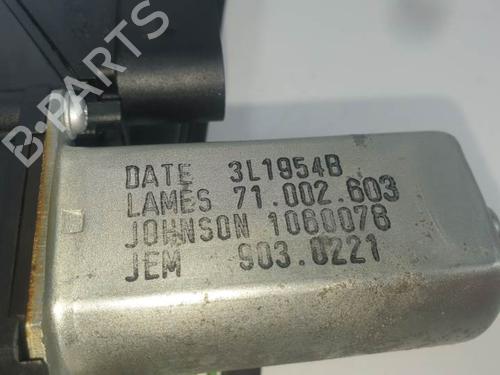 B-PARTS
DATE 3L1954B
LAMES 71.002.603
JOHNSON 1060078
JEM 903.0221